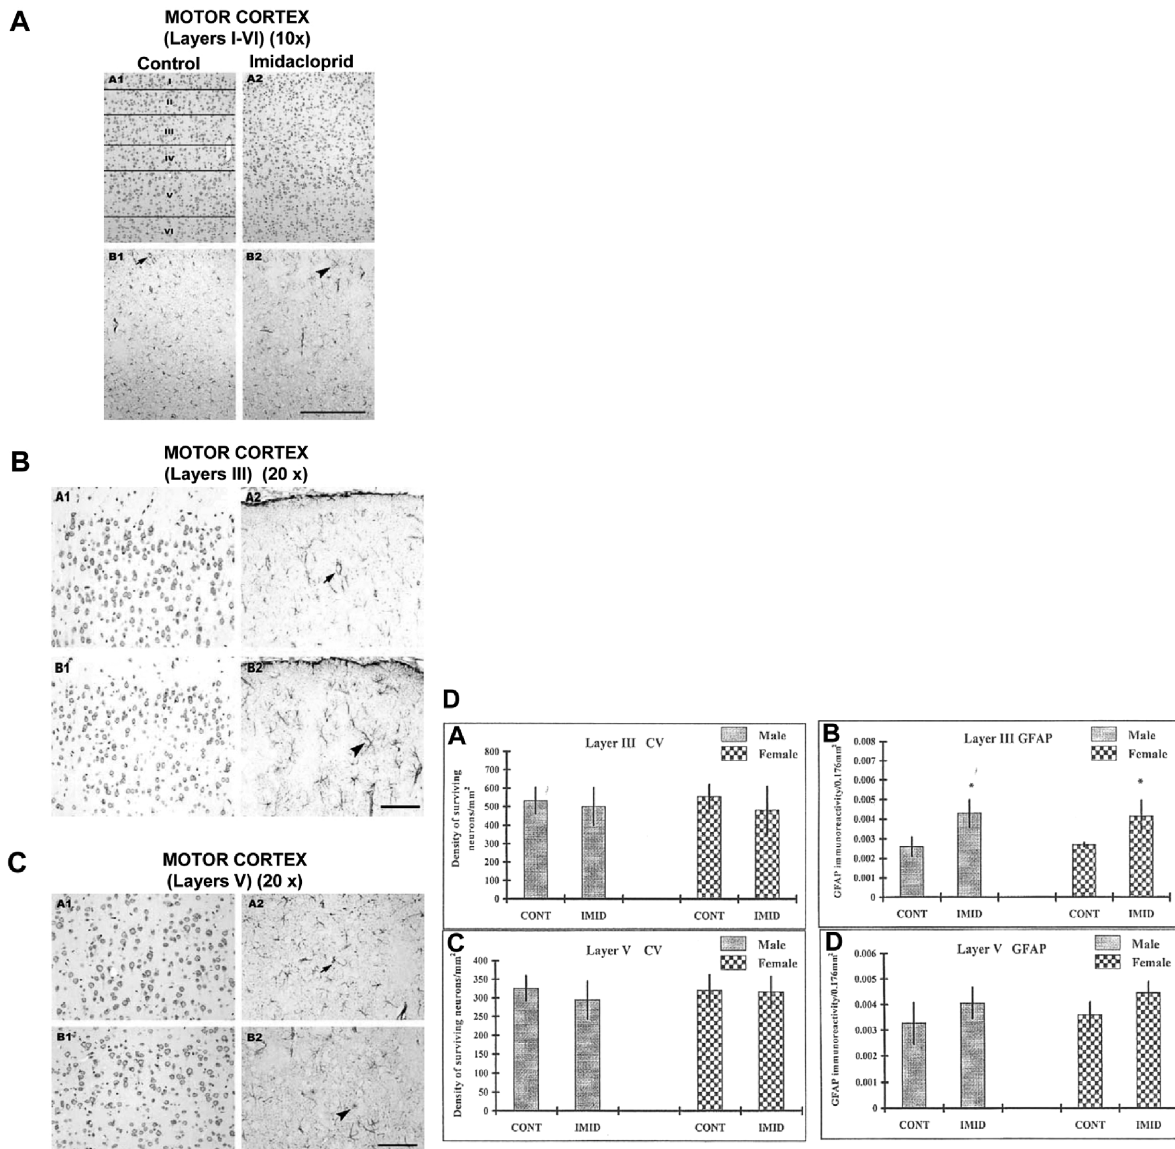 A
MOTOR CORTEX
(Layers I-VI) (10x)
Control
Imidacloprid
A1
I
II
III
IV
V
VI
A2
B1
B2
B
MOTOR CORTEX
(Layers III) (20 x)
A1
A2
B1
B2
C
MOTOR CORTEX
(Layers V) (20 x)
A1
A2
B1
B2
D
A
Layer III CV
Male
Female
Density of surviving
neurons/mm²
800
700
600
500
400
300
200
100
0
CONT
IMID
CONT
IMID
B
Layer III GFAP
Male
Female
GFAP immunoreactivity/0.176mm²
0.008
0.007
0.006
0.005
0.004
0.003
0.002
0.001
0
*
*
CONT
IMID
CONT
IMID
C
Layer V CV
Male
Female
Density of surviving neurons/mm²
400
350
300
250
200
150
100
50
0
CONT
IMID
CONT
IMID
D
Layer V GFAP
Male
Female
GFAP immunoreactivity/0.176mm²
0.006
0.005
0.004
0.003
0.002
0.001
0
CONT
IMID
CONT
IMID